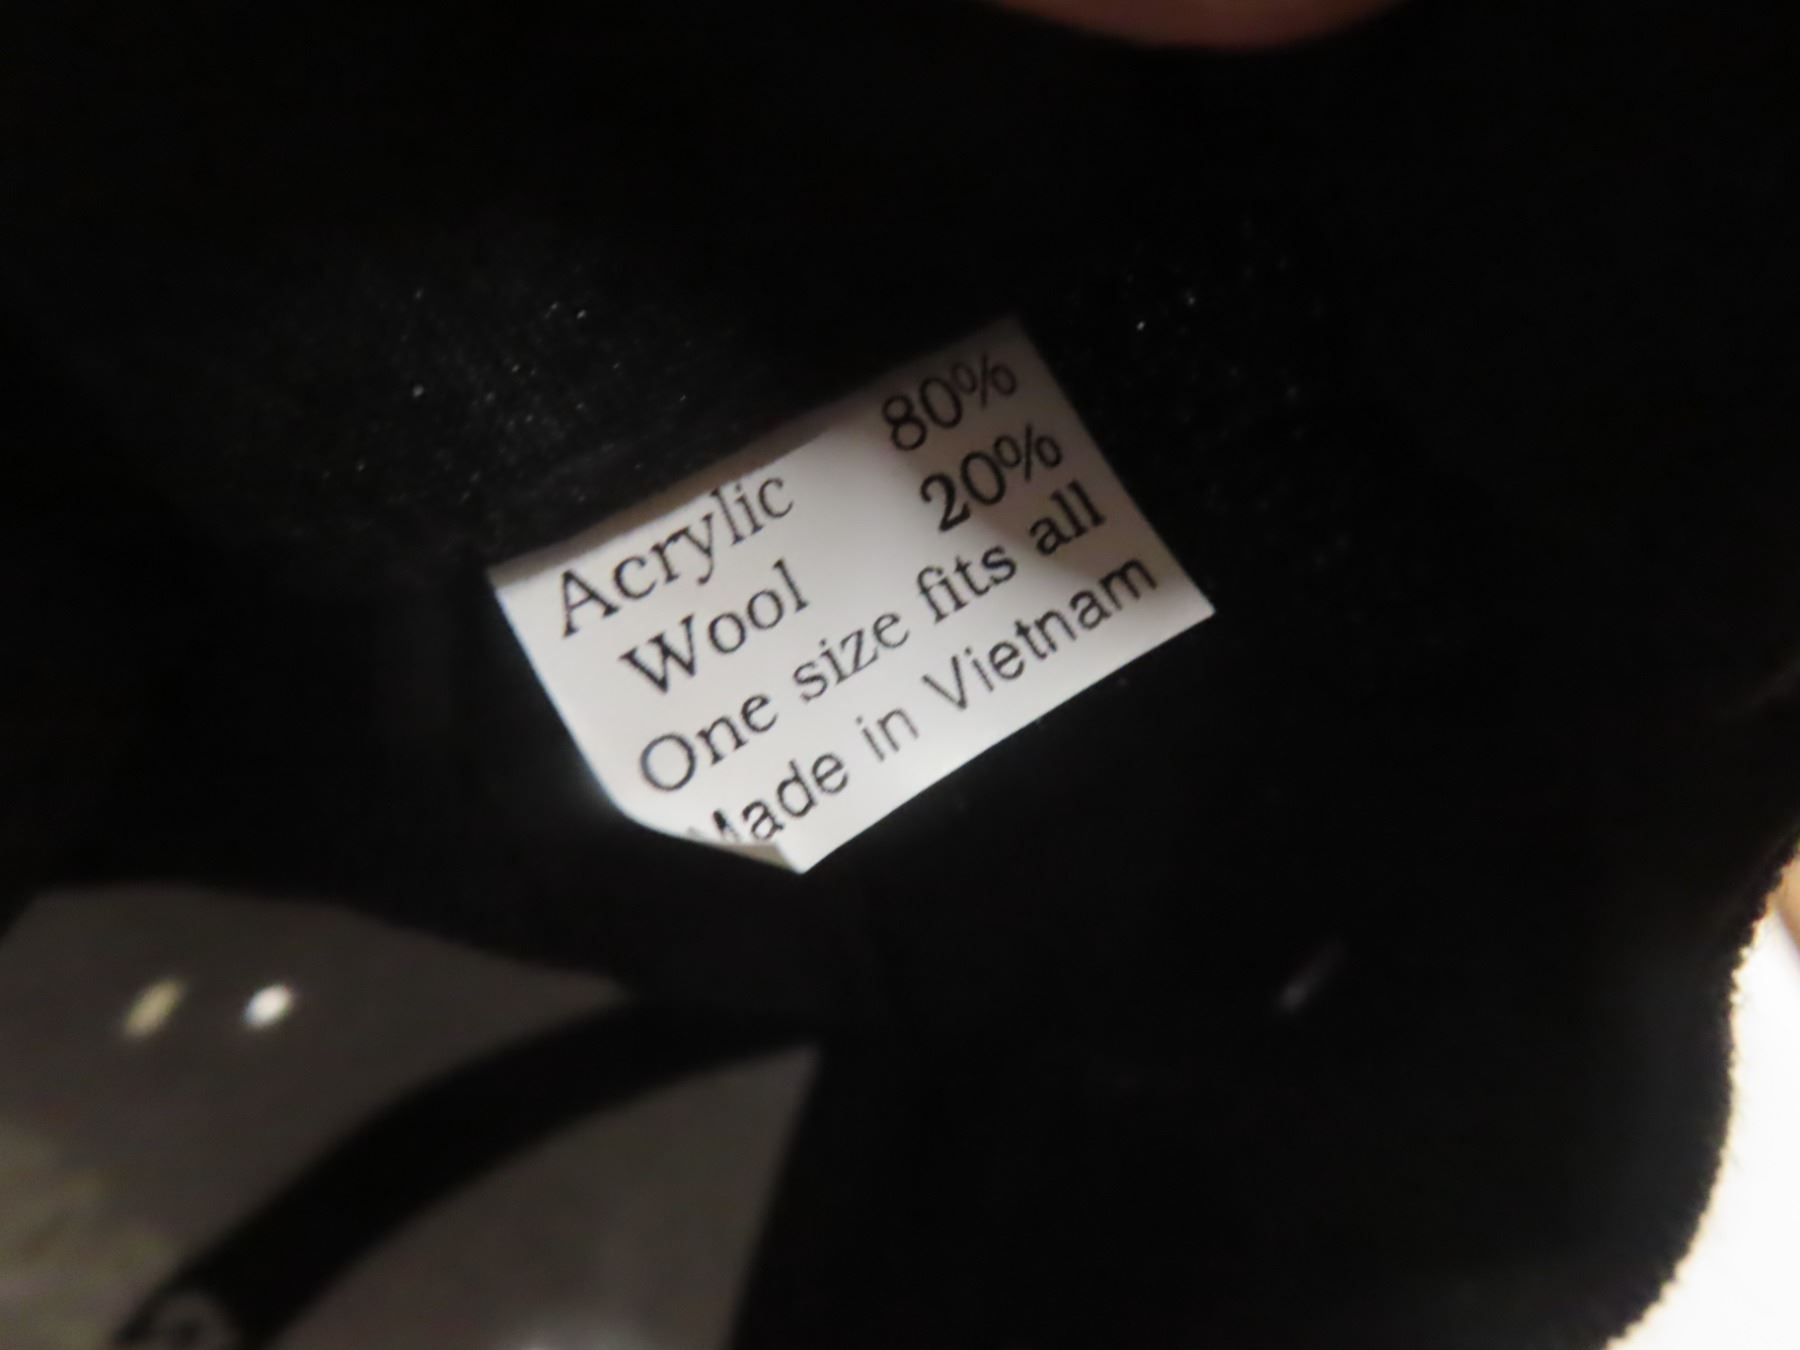 Acrylic 80%
Wool 20%
One size fits all
Made in Vietnam